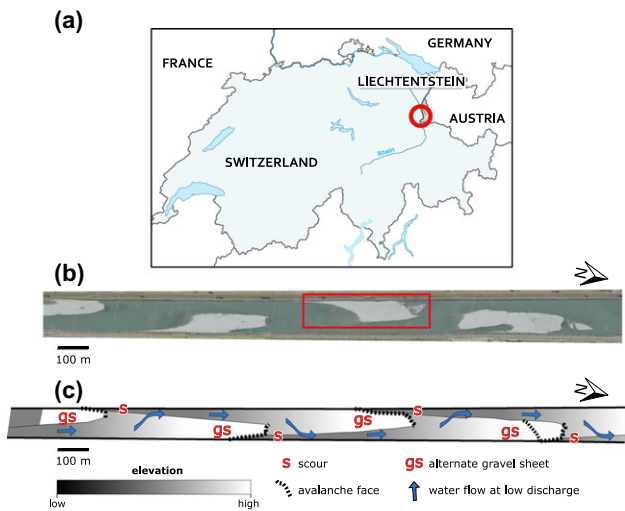 (a)
GERMANY
FRANCE
LIECHTENTSTEIN
AUSTRIA
Rhein
SWITZERLAND
(b)
N
100 m
(c)
N
gs s gs s
gs s gs s
100 m
s scour gs alternate gravel sheet
elevation
low high
avalanche face water flow at low discharge